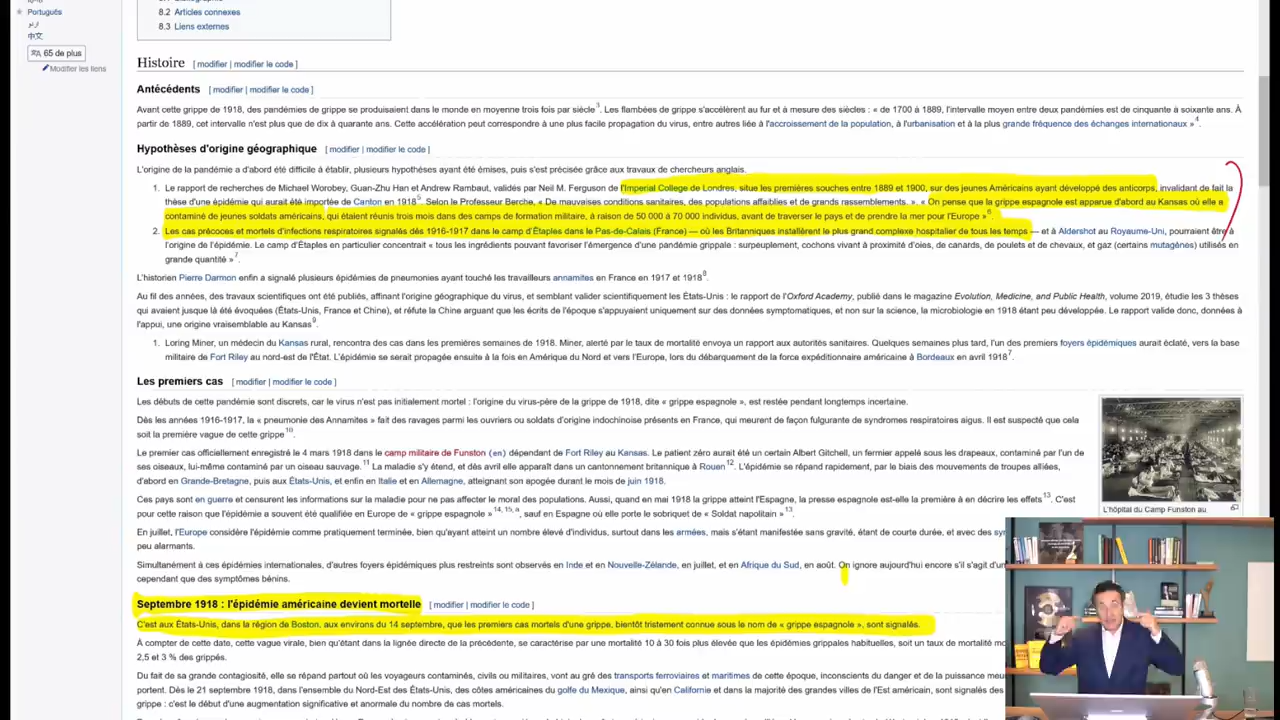 Português
اردو
中文
65 de plus
Modifier les liens
8.2 Articles connexes
8.3 Liens externes
Histoire [ modifier | modifier le code ]
Antécédents [ modifier | modifier le code ]
Avant cette grippe de 1918, des pandémies de grippe se produisaient dans le monde en moyenne trois fois par siècle3. Les flambées de grippe s'accélèrent au fur et à mesure des siècles : « de 1700 à 1889, l'intervalle moyen entre deux pandémies est de cinquante à soixante ans. À
partir de 1889, cet intervalle n'est plus que de dix à quarante ans. Cette accélération peut correspondre à une plus facile propagation du virus, entre autres liée à l'accroissement de la population, à l'urbanisation et à la plus grande fréquence des échanges internationaux »4.
Hypothèses d'origine géographique [ modifier | modifier le code ]
L'origine de la pandémie a d'abord été difficile à établir, plusieurs hypothèses ayant été émises, puis s'est précisée grâce aux travaux de chercheurs anglais.
1. Le rapport de recherches de Michael Worobey, Guan-Zhu Han et Andrew Rambaut, validés par Neil M. Ferguson de l'Imperial College de Londres, situe les premières souches entre 1889 et 1900, sur des jeunes Américains ayant développé des anticorps, invalidant de fait la
thèse d'une épidémie qui aurait été importée de Canton en 19185. Selon le Professeur Berche, « De mauvaises conditions sanitaires, des populations affaiblies et de grands rassemblements. ». « On pense que la grippe espagnole est apparue d'abord au Kansas où elle a
contaminé de jeunes soldats américains, qui étaient réunis trois mois dans des camps de formation militaire, à raison de 50 000 à 70 000 individus, avant de traverser le pays et de prendre la mer pour l'Europe »6.
2. Les cas précoces et mortels d'infections respiratoires signalés dès 1916-1917 dans le camp d'Étaples dans le Pas-de-Calais (France) — où les Britanniques installèrent le plus grand complexe hospitalier de tous les temps — et à Aldershot au Royaume-Uni, pourraient être à
l'origine de l'épidémie. Le camp d'Étaples en particulier concentrait « tous les ingrédients pouvant favoriser l'émergence d'une pandémie grippale : surpeuplement, cochons vivant à proximité d'oies, de canards, de poulets et de chevaux, et gaz (certains mutagènes) utilisés en
grande quantité »7.
L'historien Pierre Darmon enfin a signalé plusieurs épidémies de pneumonies ayant touché les travailleurs annamites en France en 1917 et 19188.
Au fil des années, des travaux scientifiques ont été publiés, affinant l'origine géographique du virus, et semblant valider scientifiquement les États-Unis : le rapport de l'Oxford Academy, publié dans le magazine Evolution, Medicine, and Public Health, volume 2019, étudie les 3 thèses
qui avaient jusque là été évoquées (États-Unis, France et Chine), et réfute la Chine arguant que les écrits de l'époque s'appuyaient uniquement sur des données symptomatiques, et non sur la science, la microbiologie en 1918 étant peu développée. Le rapport valide donc, données à
l'appui, une origine vraisemblable au Kansas9.
1. Loring Miner, un médecin du Kansas rural, rencontra des cas dans les premières semaines de 1918. Miner, alerté par le taux de mortalité envoya un rapport aux autorités sanitaires. Quelques semaines plus tard, l'un des premiers foyers épidémiques aurait éclaté, vers la base
militaire de Fort Riley au nord-est de l'État. L'épidémie se serait propagée ensuite à la fois en Amérique du Nord et vers l'Europe, lors du débarquement de la force expéditionnaire américaine à Bordeaux en avril 19187.
Les premiers cas [ modifier | modifier le code ]
Les débuts de cette pandémie sont discrets, car le virus n'est pas initialement mortel : l'origine du virus-père de la grippe de 1918, dite « grippe espagnole », est restée pendant longtemps incertaine.
Dès les années 1916-1917, la « pneumonie des Annamites » fait des ravages parmi les ouvriers ou soldats d'origine indochinoise présents en France, qui meurent de façon fulgurante de syndromes respiratoires aigus. Il est suspecté que cela
soit la première vague de cette grippe10.
Le premier cas officiellement enregistré le 4 mars 1918 dans le camp militaire de Funston (en) dépendant de Fort Riley au Kansas. Le patient zéro aurait été un certain Albert Gitchell, un fermier appelé sous les drapeaux, contaminé par l'un de
ses oiseaux, lui-même contaminé par un oiseau sauvage.11 La maladie s'y étend, et dès avril elle apparaît dans un cantonnement britannique à Rouen12. L'épidémie se répand rapidement, par le biais des mouvements de troupes alliées,
d'abord en Grande-Bretagne, puis aux États-Unis, et enfin en Italie et en Allemagne, atteignant son apogée durant le mois de juin 1918.
Ces pays sont en guerre et censurent les informations sur la maladie pour ne pas affecter le moral des populations. Aussi, quand en mai 1918 la grippe atteint l'Espagne, la presse espagnole est-elle la première à en décrire les effets13. C'est
pour cette raison que l'épidémie a souvent été qualifiée en Europe de « grippe espagnole »14, 15, a, sauf en Espagne où elle porte le sobriquet de « Soldat napolitain »13.
L'hôpital du Camp Funston au
En juillet, l'Europe considère l'épidémie comme pratiquement terminée, bien qu'ayant atteint un nombre élevé d'individus, surtout dans les armées, mais s'étant manifestée sans gravité, étant de courte durée, et avec des
peu alarmants.
Simultanément à ces épidémies internationales, d'autres foyers épidémiques plus restreints sont observés en Inde et en Nouvelle-Zélande, en juillet, et en Afrique du Sud, en août. On ignore aujourd'hui encore s'il s'agit d'un
cependant que des symptômes bénins.
Septembre 1918 : l'épidémie américaine devient mortelle [ modifier | modifier le code ]
C'est aux États-Unis, dans la région de Boston, aux environs du 14 septembre, que les premiers cas mortels d'une grippe, bientôt tristement connue sous le nom de « grippe espagnole », sont signalés.
À compter de cette date, cette vague virale, bien qu'étant dans la lignée directe de la précédente, se caractérise par une mortalité 10 à 30 fois plus élevée que les épidémies grippales habituelles, soit un taux de mortalité
2,5 et 3 % des grippés.
Du fait de sa grande contagiosité, elle se répand partout où les voyageurs contaminés, civils ou militaires, vont au gré des transports ferroviaires et maritimes de cette époque, inconscients du danger et de la puissance
portent. Dès le 21 septembre 1918, dans l'ensemble du Nord-Est des États-Unis, des côtes américaines du golfe du Mexique, ainsi qu'en Californie et dans la majorité des grandes villes de l'Est américain, sont signalés des
grippe : c'est le début d'une augmentation significative et anormale du nombre de cas.